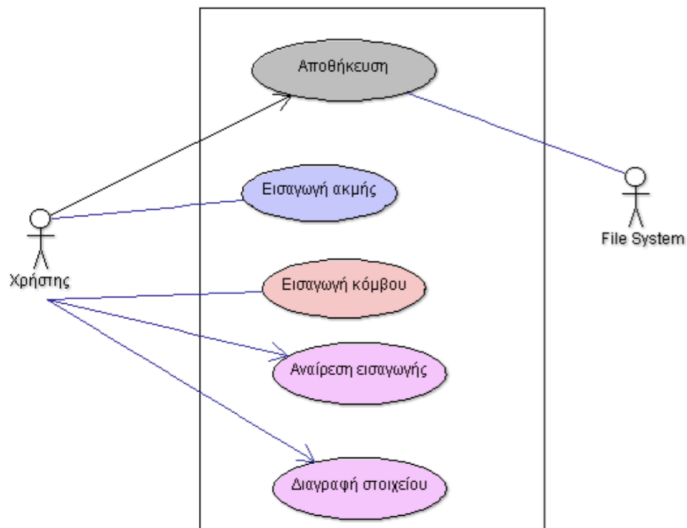 Αποθήκευση
Εισαγωγή ακμής
File System
Χρήστης
Εισαγωγή κόμβου
Αναίρεση εισαγωγής
Διαγραφή στοιχείου